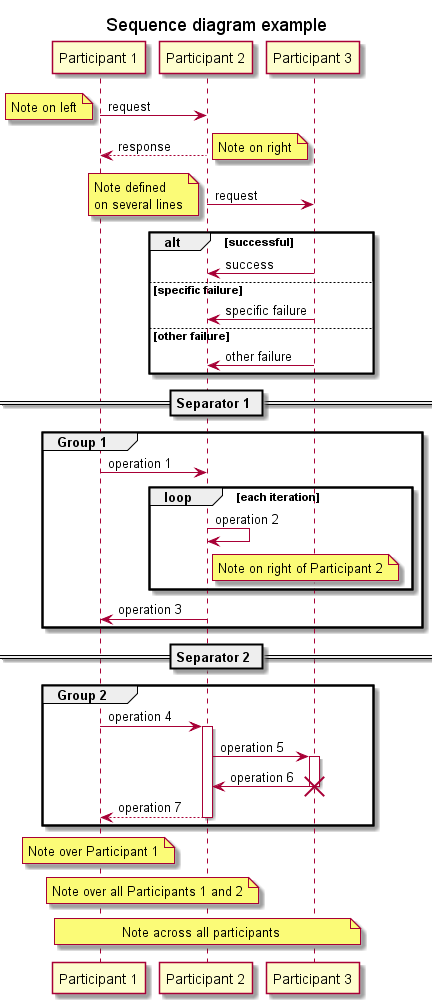 Sequence diagram example
Participant 1
Participant 2
Participant 3
Note on left
request
response
Note on right
Note defined
on several lines
request
alt
[successful]
success
[specific failure]
specific failure
[other failure]
other failure
Separator 1
Group 1
operation 1
loop
[each iteration]
operation 2
Note on right of Participant 2
operation 3
Separator 2
Group 2
operation 4
operation 5
operation 6
operation 7
Note over Participant 1
Note over all Participants 1 and 2
Note across all participants
Participant 1
Participant 2
Participant 3